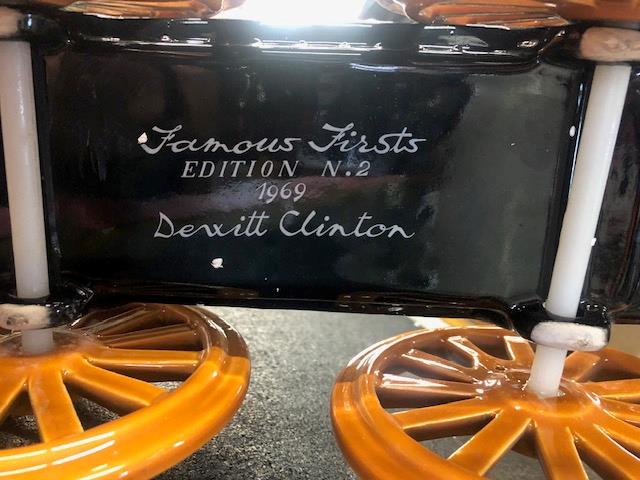 Famous Firsts
EDITION N.2
1969
Dewitt Clinton